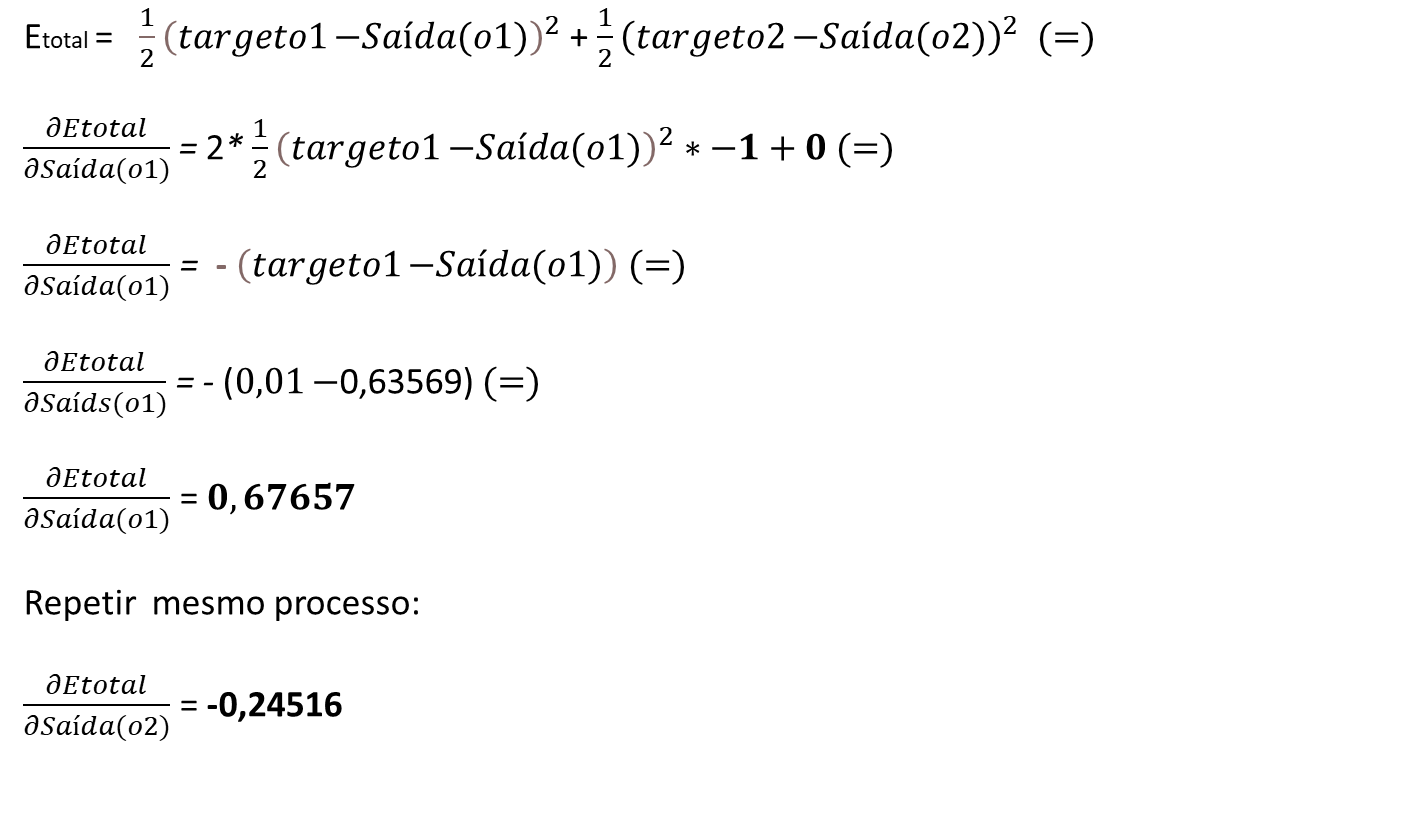 Etotal = 1/2 (targeto1 −Saída(o1))² + 1/2 (targeto2 −Saída(o2))² (=)
∂Etotal/∂Saída(o1) = 2* 1/2 (targeto1 −Saída(o1))² ∗ −1 + 0 (=)
∂Etotal/∂Saída(o1) = - (targeto1 −Saída(o1)) (=)
∂Etotal/∂Saíds(o1) = - (0,01 −0,63569) (=)
∂Etotal/∂Saída(o1) = 0,67657
Repetir mesmo processo:
∂Etotal/∂Saída(o2) = -0,24516